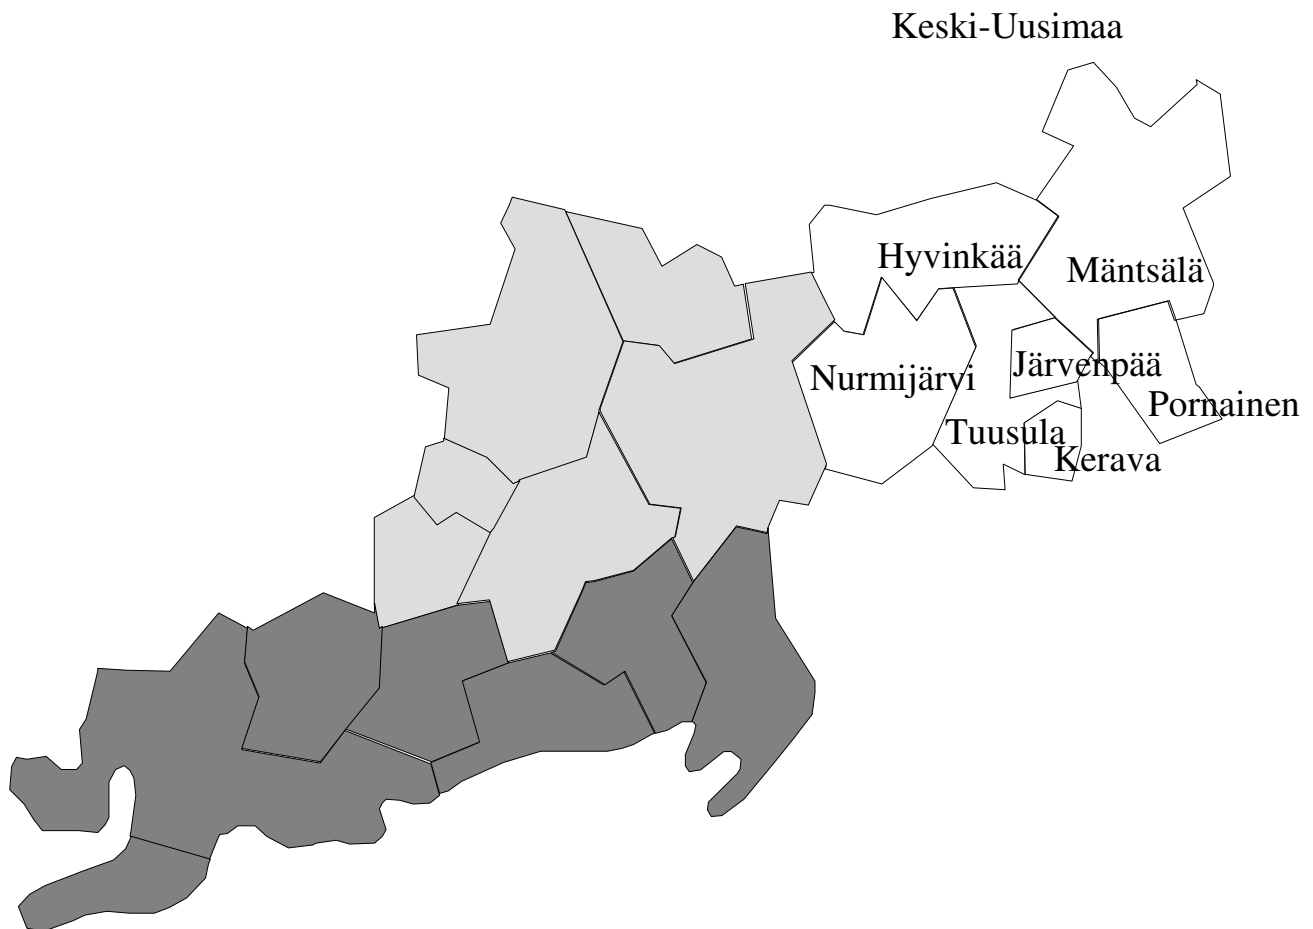 Keski-Uusimaa
Hyvinkää
Mäntsälä
Järvenpää
Nurmijärvi
Pornainen
Tuusula
Kerava